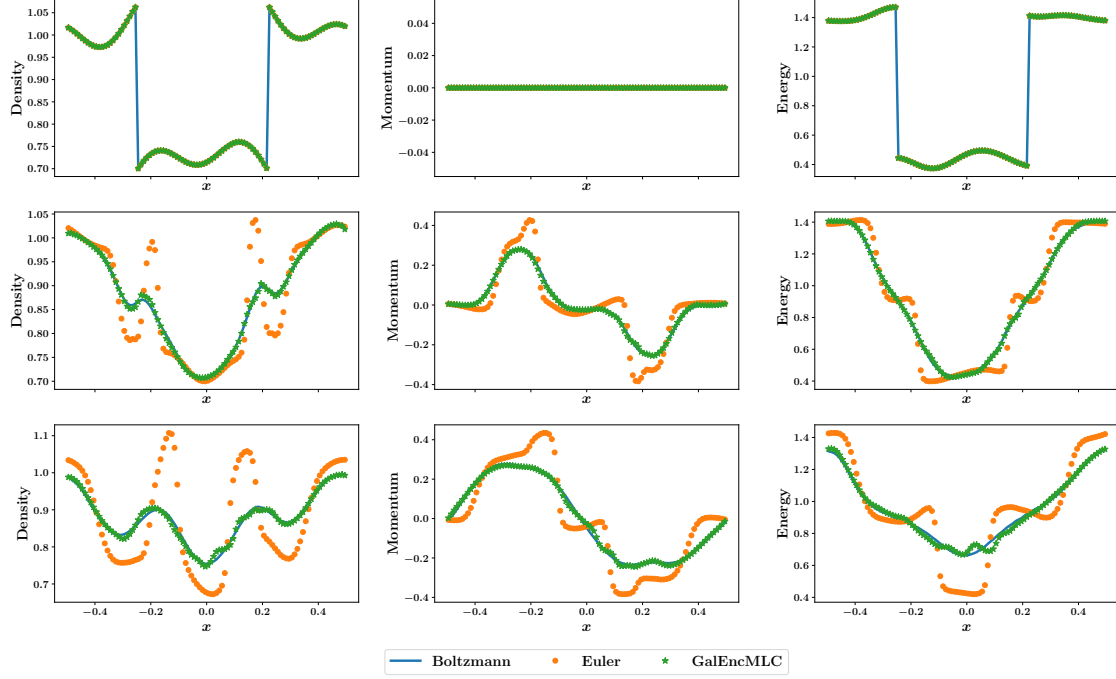 1.05
1.00
0.95
0.90
0.85
0.80
0.75
0.70
Density
x
0.04
0.02
0.00
−0.02
−0.04
Momentum
x
1.4
1.2
1.0
0.8
0.6
0.4
Energy
x
1.05
1.00
0.95
0.90
0.85
0.80
0.75
0.70
Density
x
0.4
0.2
0.0
−0.2
−0.4
Momentum
x
1.4
1.2
1.0
0.8
0.6
0.4
Energy
x
1.1
1.0
0.9
0.8
0.7
Density
−0.4 −0.2 0.0 0.2 0.4
x
0.4
0.2
0.0
−0.2
−0.4
Momentum
−0.4 −0.2 0.0 0.2 0.4
x
1.4
1.2
1.0
0.8
0.6
0.4
Energy
−0.4 −0.2 0.0 0.2 0.4
x
Boltzmann Euler GalEncMLC